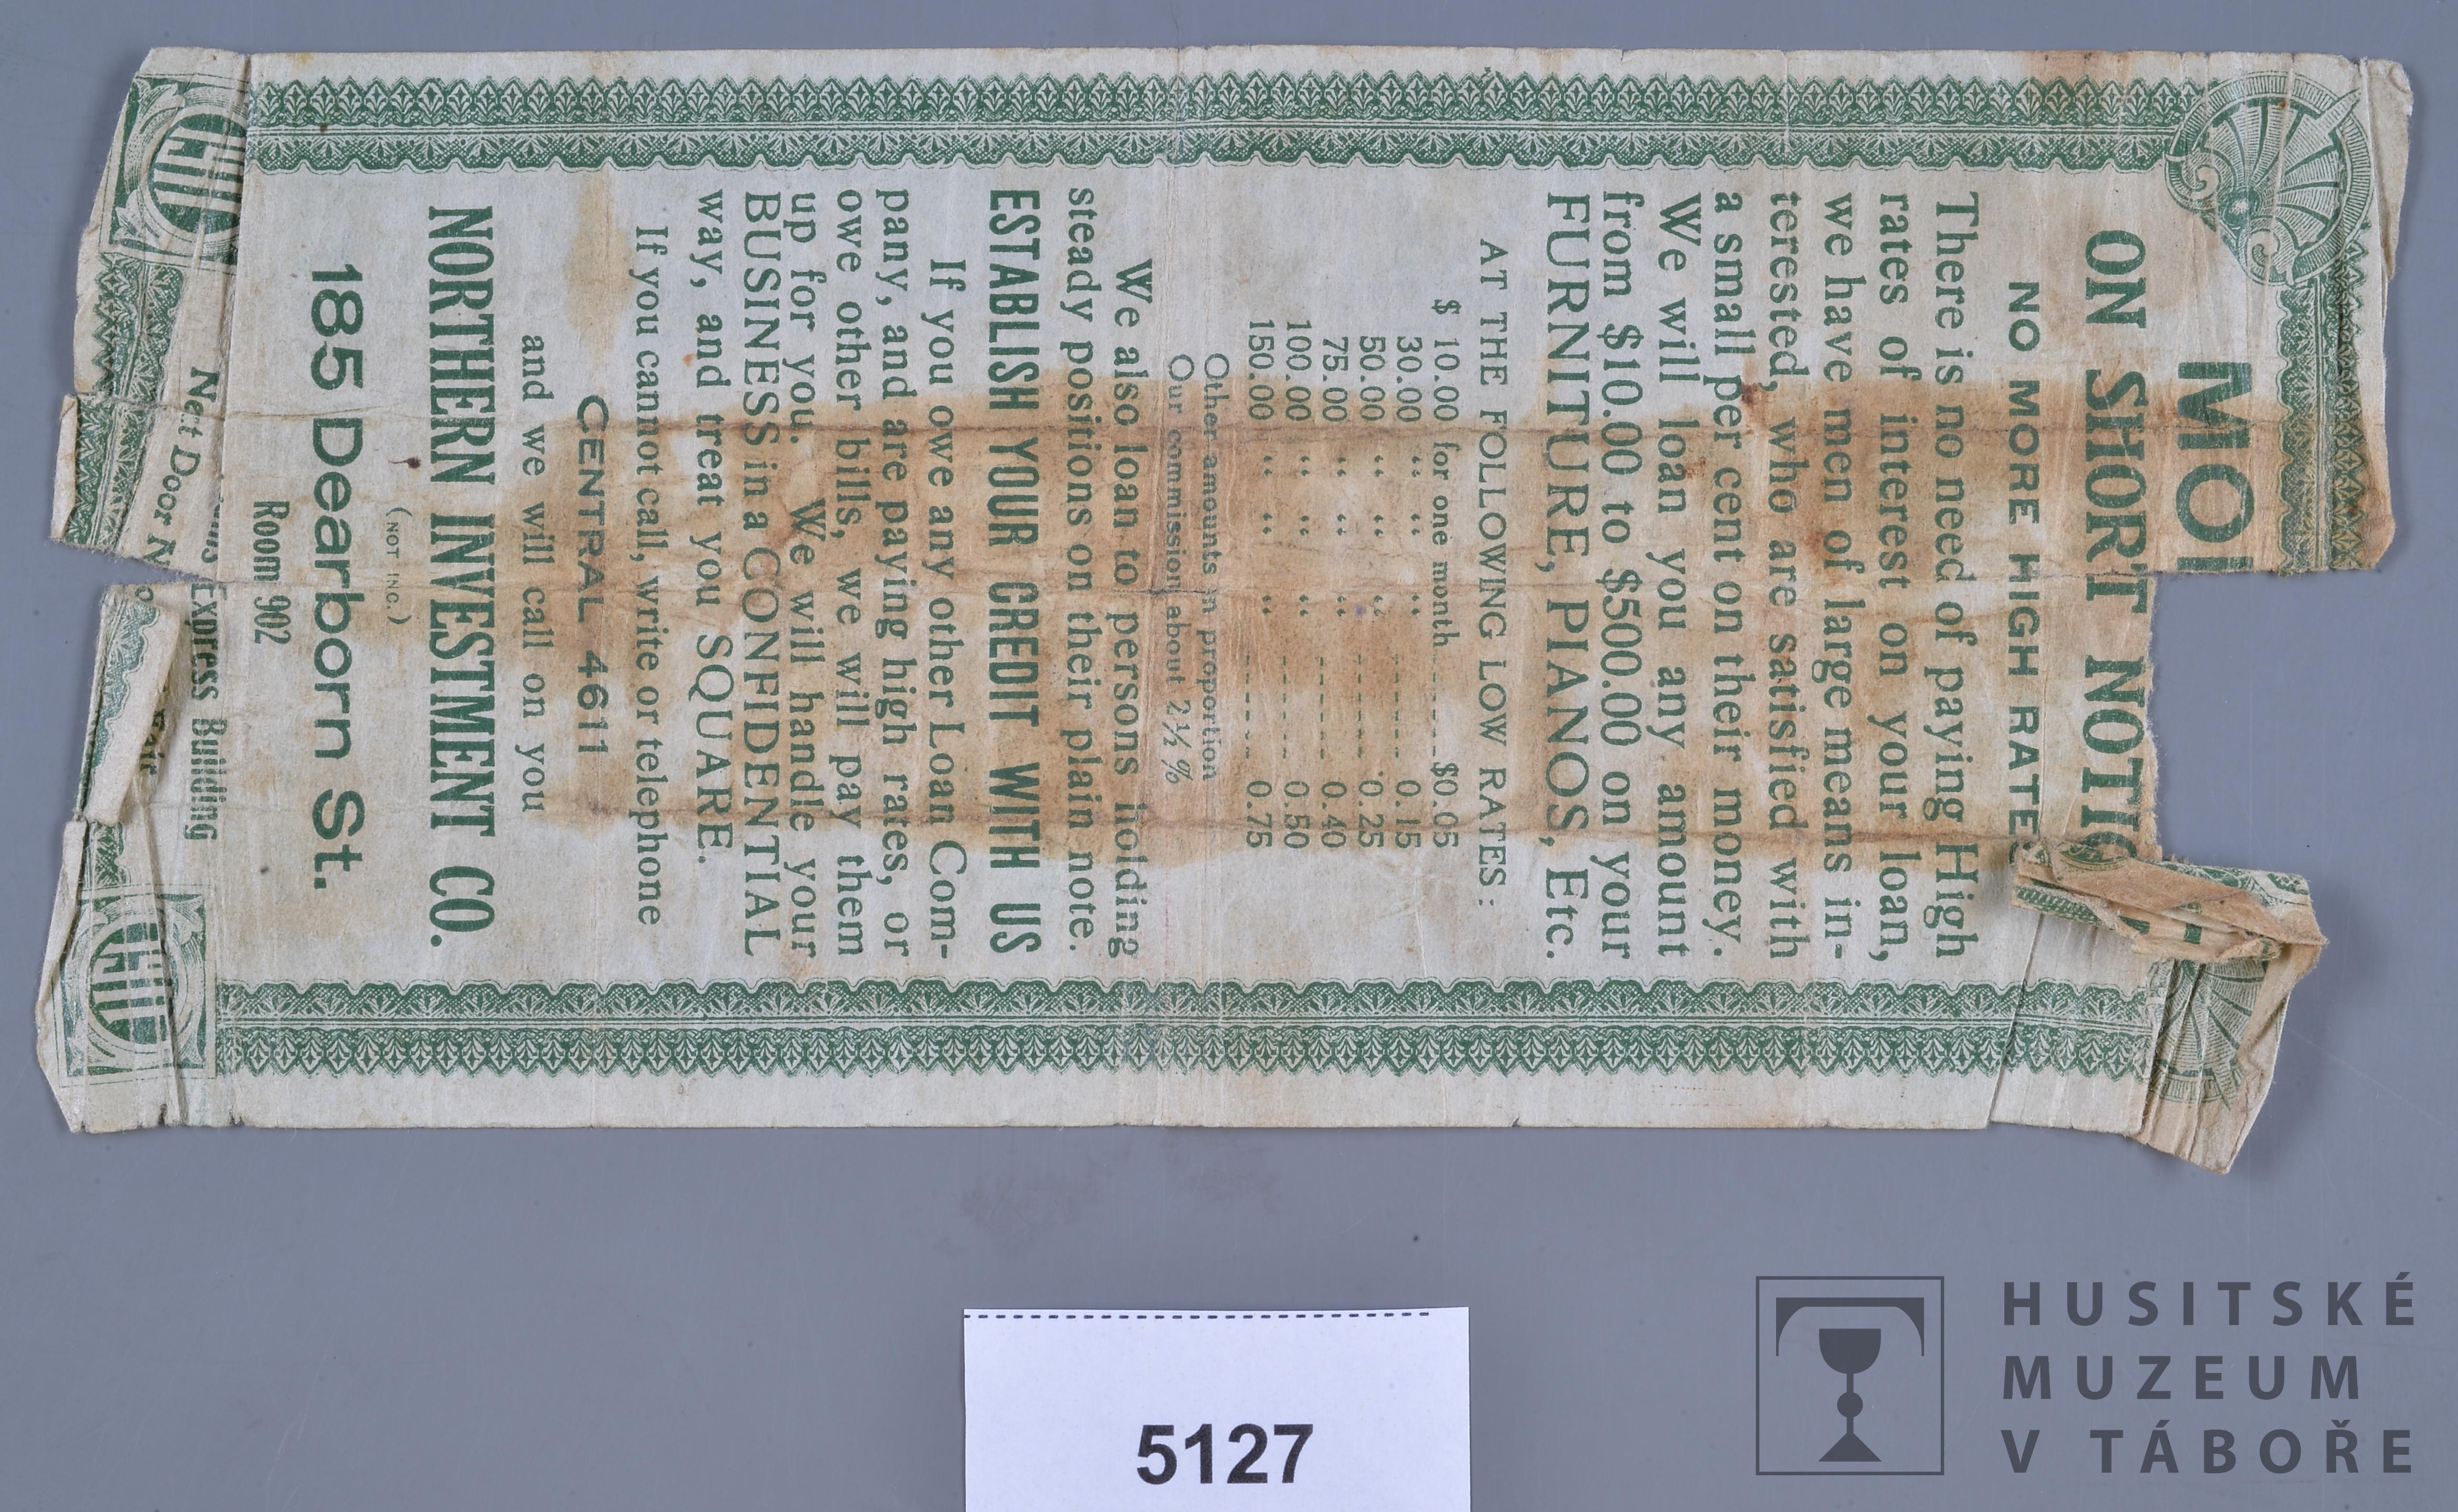 MO
ON SHORT NOTIC
NO MORE HIGH RATES
There is no need of paying High
rates of interest on your loan,
we have men of large means in-
terested, who are satisfied with
a small per cent on their money.
We will loan you any amount
from $10.00 to $500.00 on your
FURNITURE, PIANOS, Etc.
AT THE FOLLOWING LOW RATES:
$ 10.00 for one month ------ $0.05
30.00 “ “ “ ------ 0.15
50.00 “ “ “ ------ 0.25
75.00 “ “ “ ------ 0.40
100.00 “ “ “ ------ 0.50
150.00 “ “ “ ------ 0.75
Other amounts in proportion
Our commission about 2½ %
We also loan to persons holding
steady positions on their plain note.
ESTABLISH YOUR CREDIT WITH US
If you owe any other Loan Com-
pany, and are paying high rates, or
owe other bills, we will pay them
up for you. We will handle your
BUSINESS in a CONFIDENTIAL
way, and treat you SQUARE.
If you cannot call, write or telephone
CENTRAL 4611
and we will call on you
NORTHERN INVESTMENT CO.
(NOT INC.)
185 Dearborn St.
Room 902
Express Building
Next Door No Fair
5127
HUSITSKÉ
MUZEUM
V TÁBOŘE